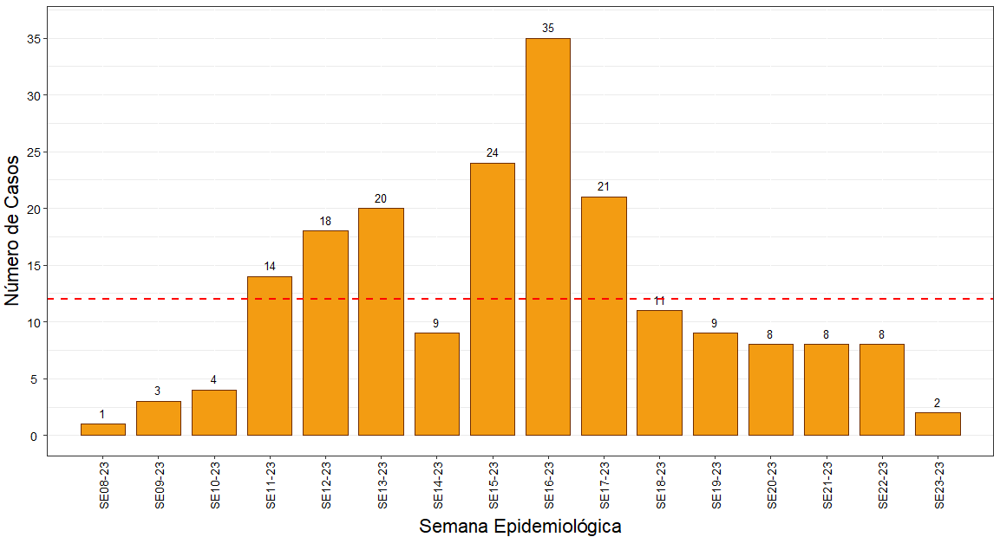 Número de Casos
35
30
25
20
15
10
5
0
1
3
4
14
18
20
9
24
35
21
11
9
8
8
8
2
SE08-23
SE09-23
SE10-23
SE11-23
SE12-23
SE13-23
SE14-23
SE15-23
SE16-23
SE17-23
SE18-23
SE19-23
SE20-23
SE21-23
SE22-23
SE23-23
Semana Epidemiológica